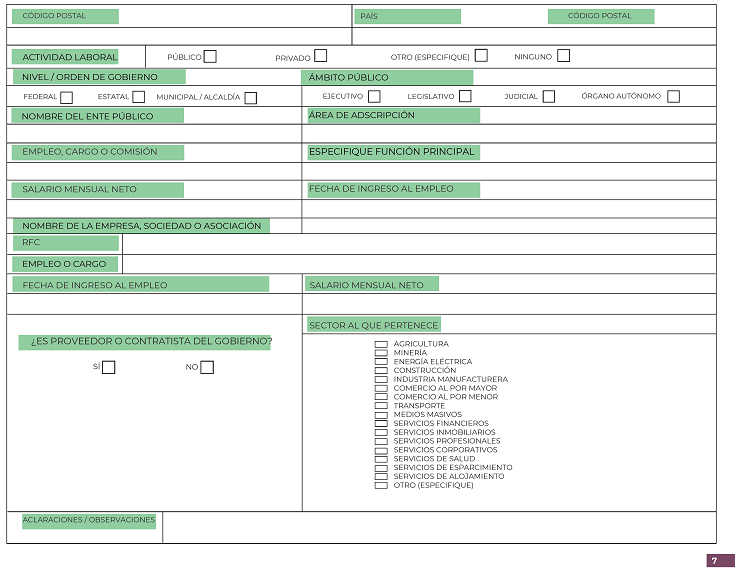 CÓDIGO POSTAL PAÍS CÓDIGO POSTAL
ACTIVIDAD LABORAL PÚBLICO PRIVADO OTRO (ESPECIFIQUE) NINGUNO
NIVEL / ORDEN DE GOBIERNO ÁMBITO PÚBLICO
FEDERAL ESTATAL MUNICIPAL / ALCALDÍA EJECUTIVO LEGISLATIVO JUDICIAL ÓRGANO AUTÓNOMO
NOMBRE DEL ENTE PÚBLICO ÁREA DE ADSCRIPCIÓN
EMPLEO, CARGO O COMISIÓN ESPECIFIQUE FUNCIÓN PRINCIPAL
SALARIO MENSUAL NETO FECHA DE INGRESO AL EMPLEO
NOMBRE DE LA EMPRESA, SOCIEDAD O ASOCIACIÓN
RFC
EMPLEO O CARGO
FECHA DE INGRESO AL EMPLEO SALARIO MENSUAL NETO
¿ES PROVEEDOR O CONTRATISTA DEL GOBIERNO?
SÍ NO
SECTOR AL QUE PERTENECE
AGRICULTURA
MINERÍA
ENERGÍA ELÉCTRICA
CONSTRUCCIÓN
INDUSTRIA MANUFACTURERA
COMERCIO AL POR MAYOR
COMERCIO AL POR MENOR
TRANSPORTE
MEDIOS MASIVOS
SERVICIOS FINANCIEROS
SERVICIOS INMOBILIARIOS
SERVICIOS PROFESIONALES
SERVICIOS CORPORATIVOS
SERVICIOS DE SALUD
SERVICIOS DE ESPARCIMIENTO
SERVICIOS DE ALOJAMIENTO
OTRO (ESPECIFIQUE)
ACLARACIONES / OBSERVACIONES
7